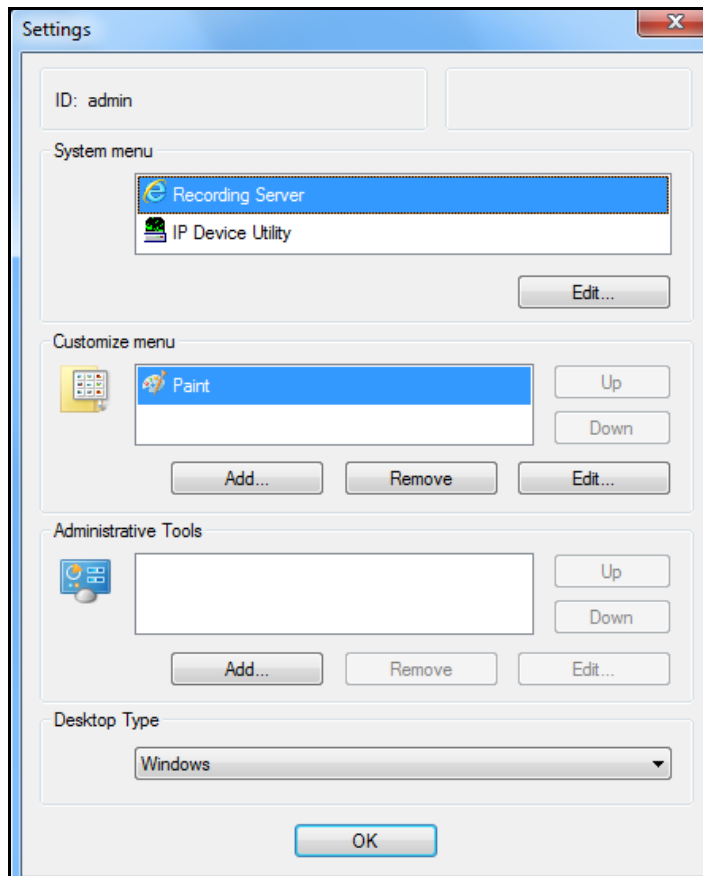 Settings
ID: admin
System menu
Recording Server
IP Device Utility
Edit...
Customize menu
Paint
Up
Down
Add... Remove Edit...
Administrative Tools
Up
Down
Add... Remove Edit...
Desktop Type
Windows
OK